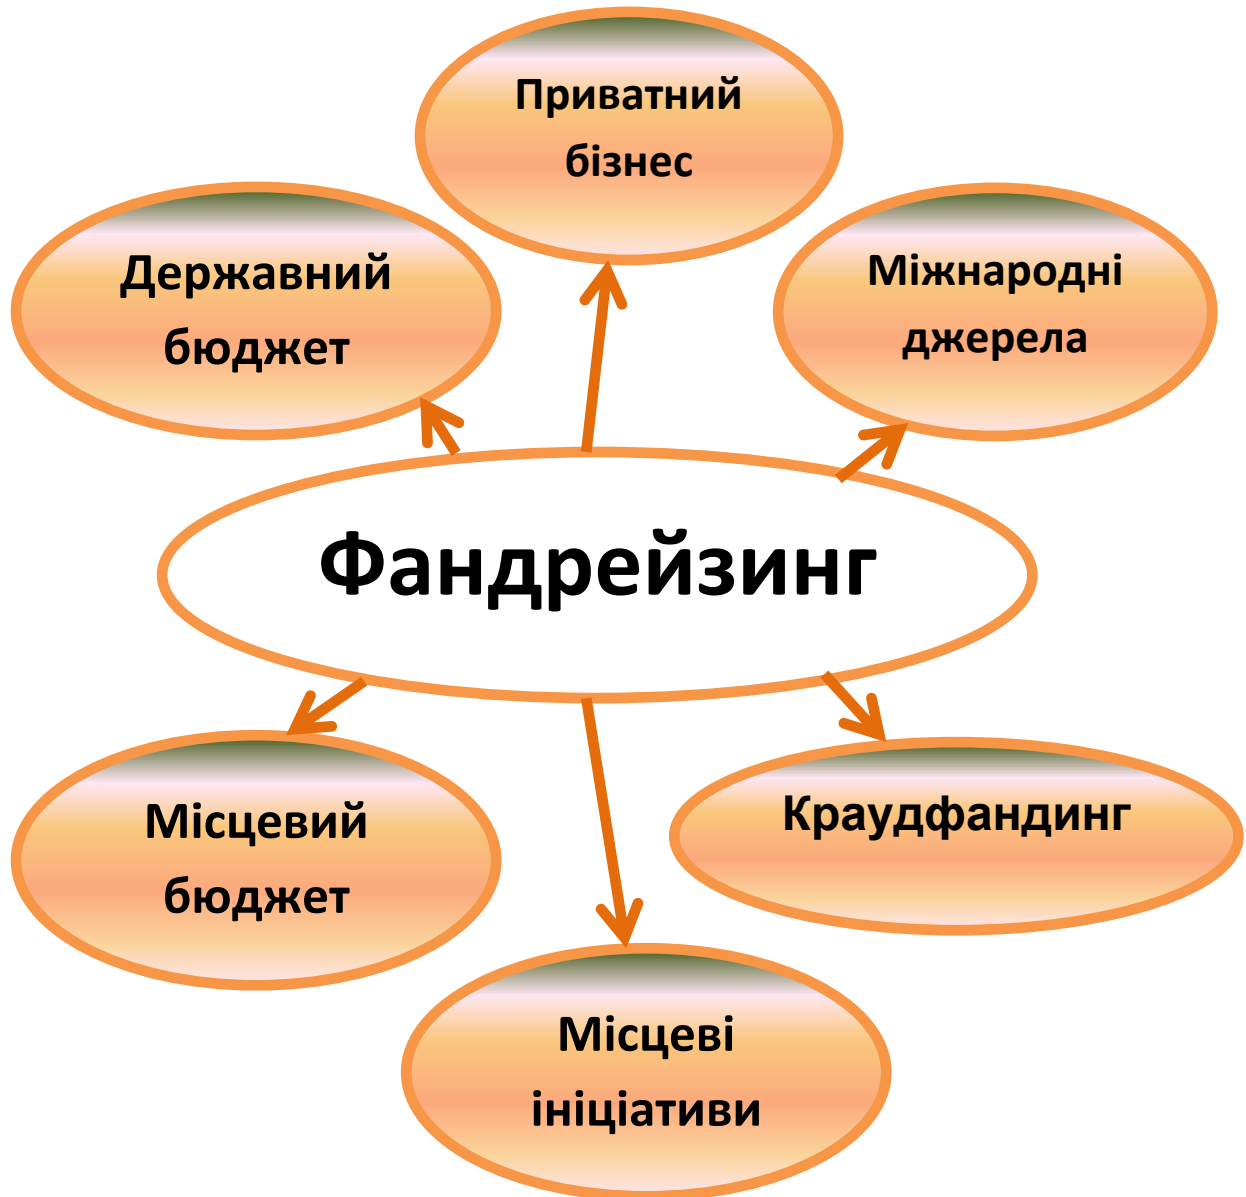 Приватний
бізнес
Державний
бюджет
Міжнародні
джерела
Фандрейзинг
Місцевий
бюджет
Краудфандинг
Місцеві
ініціативи